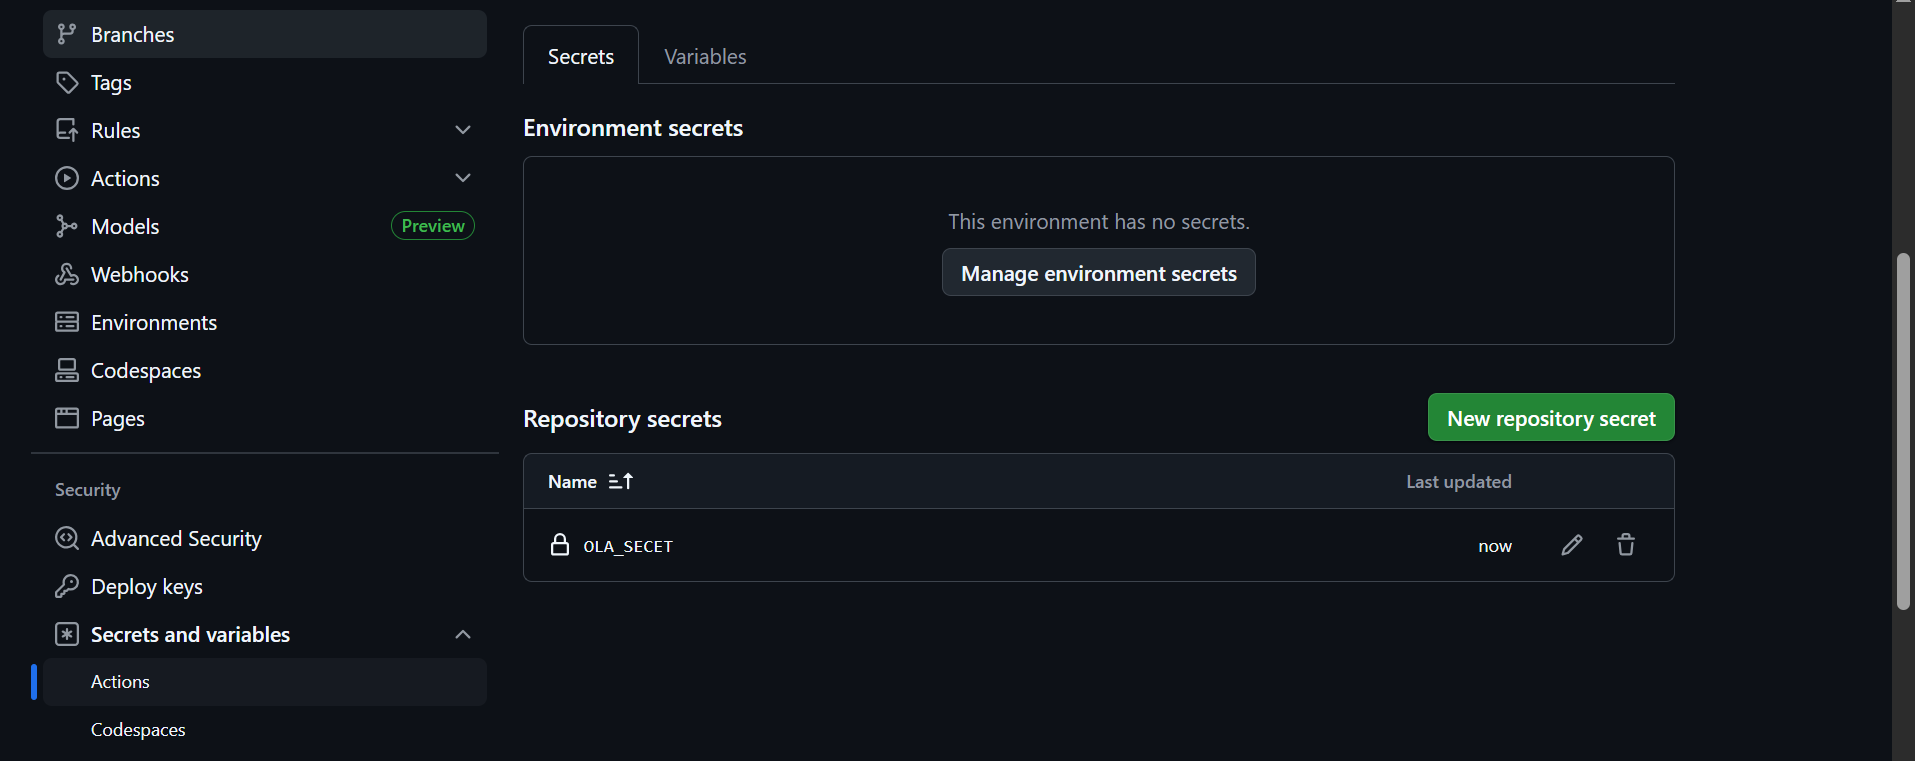 Branches
Tags
Rules
Actions
Models Preview
Webhooks
Environments
Codespaces
Pages
Security
Advanced Security
Deploy keys
Secrets and variables
Actions
Codespaces
Secrets Variables
Environment secrets
This environment has no secrets.
Manage environment secrets
Repository secrets New repository secret
Name Last updated
OLA_SECET now